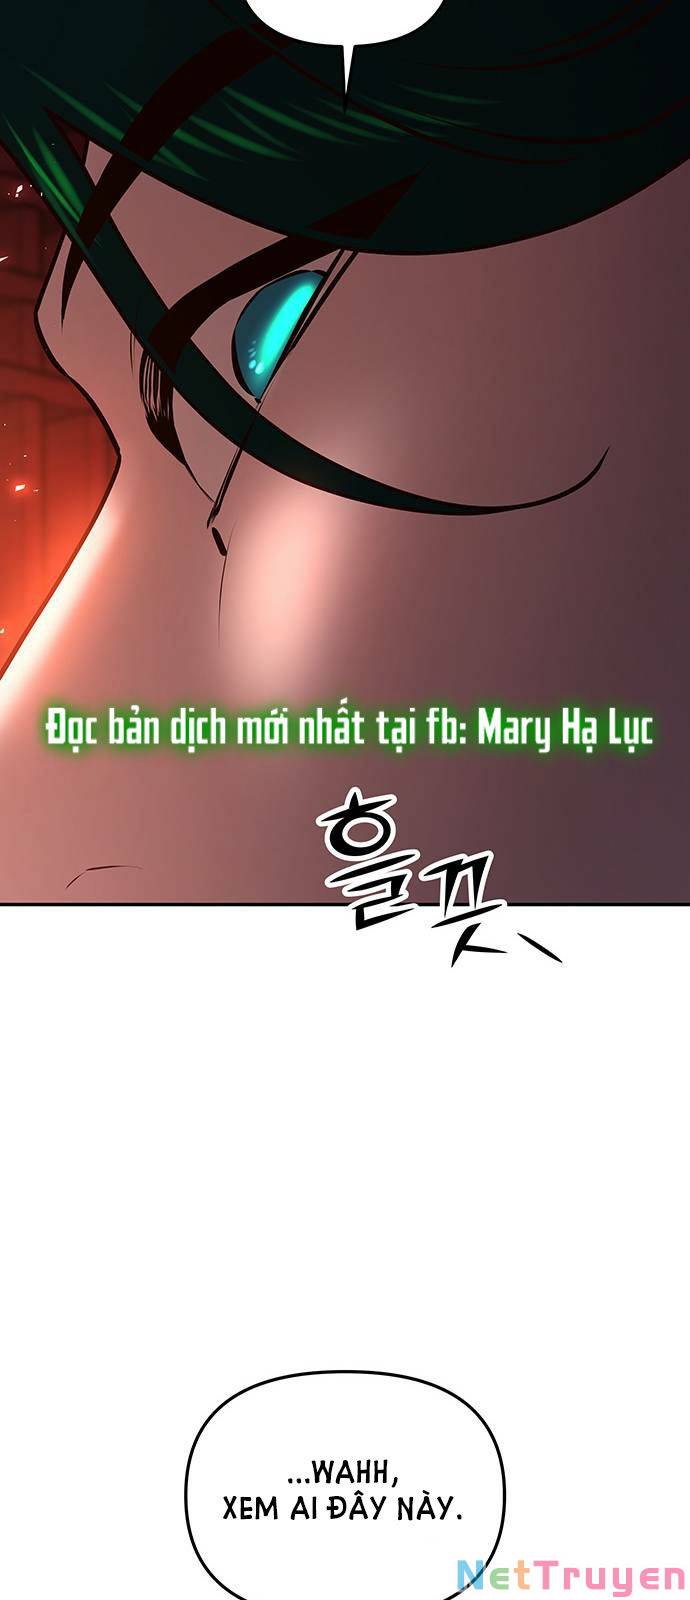 Đọc bản dịch mới nhất tại fb: Mary Hạ Lục
흘끗
...WAHH,
XEM AI ĐÂY NÀY.
NetTruyen